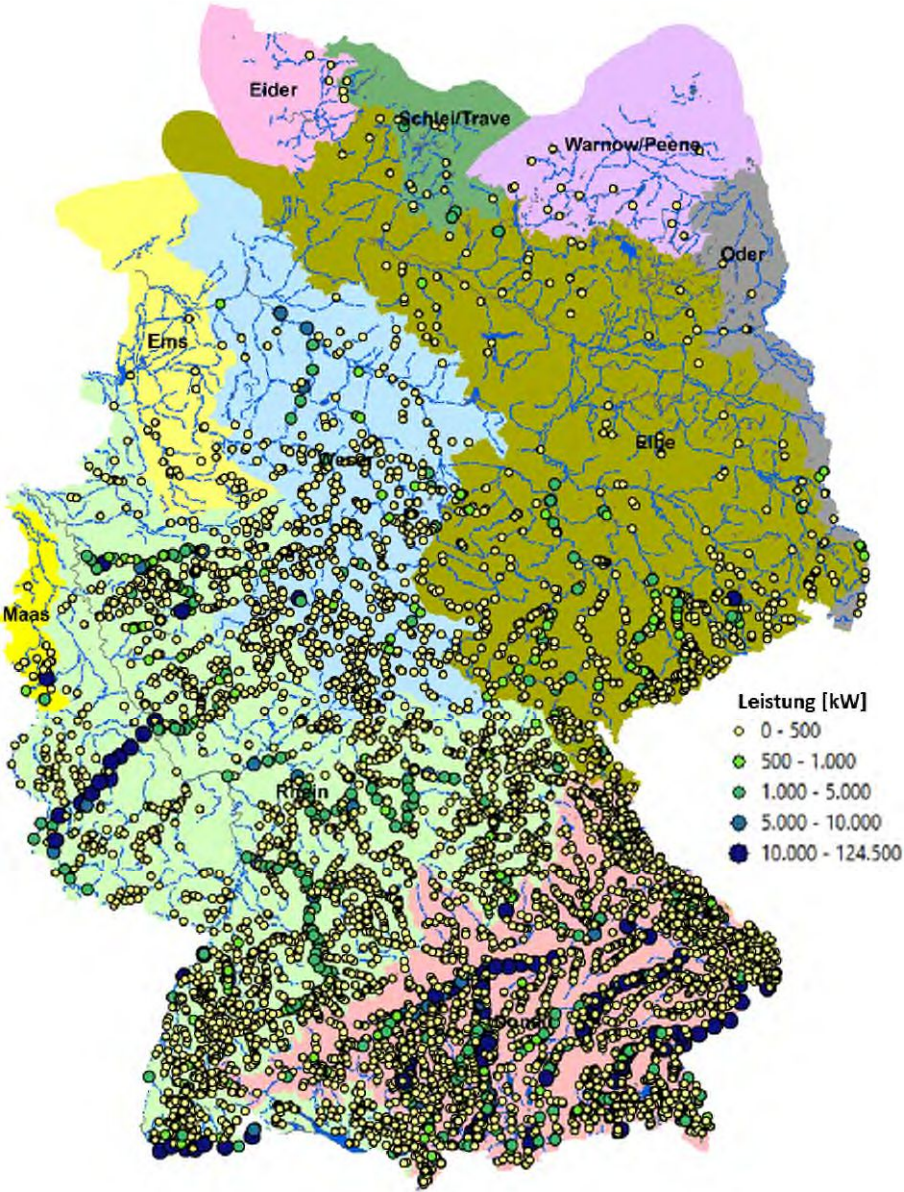 Eider
Schlei/Trave
Warnow/Peene
Oder
Ems
Elbe
Weser
Maas
Leistung [kW]
0 - 500
500 - 1.000
1.000 - 5.000
5.000 - 10.000
10.000 - 124.500
Rhein